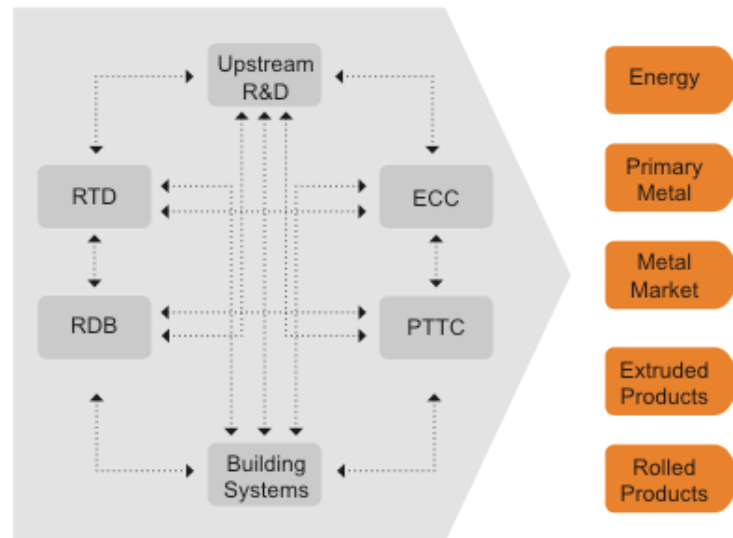 Upstream
R&D
RTD
ECC
RDB
PTTC
Building
Systems
Energy
Primary
Metal
Metal
Market
Extruded
Products
Rolled
Products